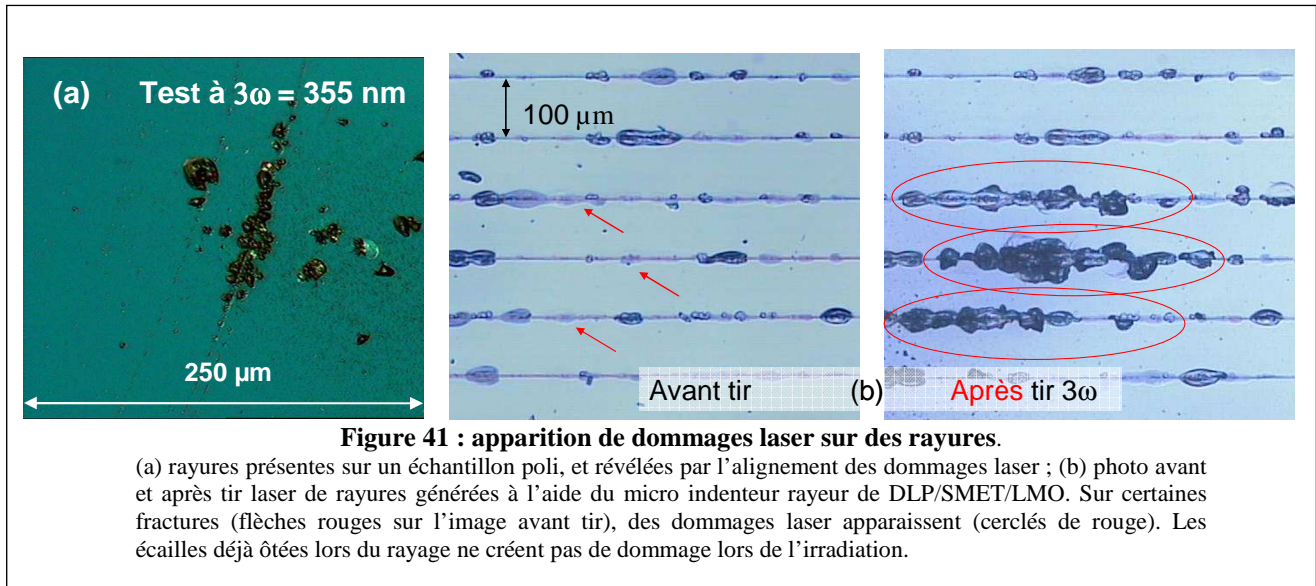 (a) Test à 3ω = 355 nm
100 µm
250 µm
Avant tir
(b)
Après tir 3ω
Figure 41 : apparition de dommages laser sur des rayures.
(a) rayures présentes sur un échantillon poli, et révélées par l'alignement des dommages laser ; (b) photo avant
et après tir laser de rayures générées à l'aide du micro indenteur rayeur de DLP/SMET/LMO. Sur certaines
fractures (flèches rouges sur l'image avant tir), des dommages laser apparaissent (cerclés de rouge). Les
écailles déjà ôtées lors du rayage ne créent pas de dommage lors de l'irradiation.